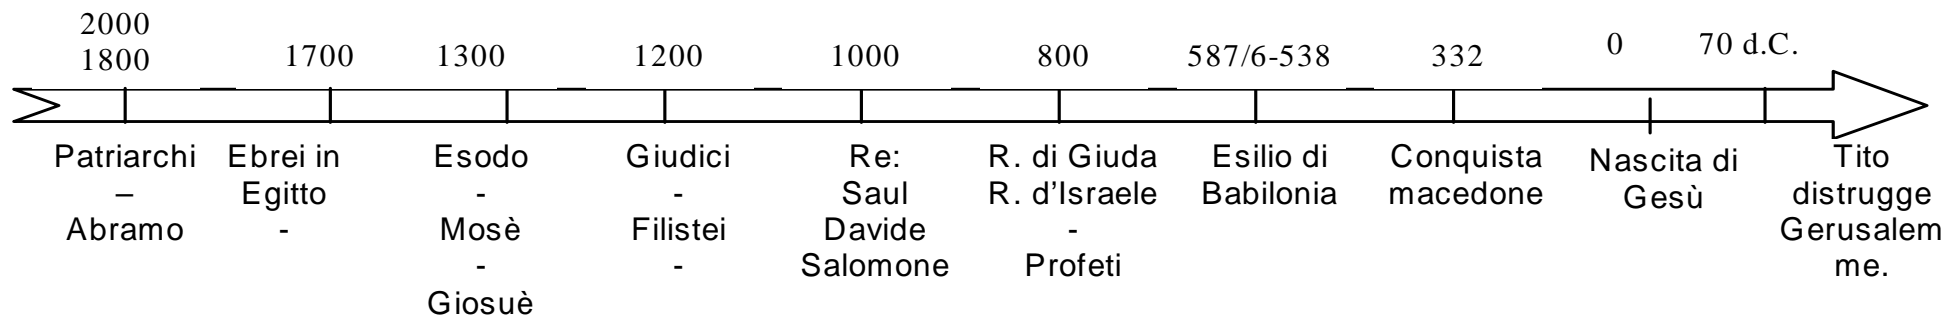 2000
1800 1700 1300 1200 1000 800 587/6-538 332 0 70 d.C.
Patriarchi
–
Abramo
Ebrei in
Egitto
-
Esodo
-
Mosè
-
Giosuè
Giudici
-
Filistei
-
Re:
Saul
Davide
Salomone
R. di Giuda
R. d'Israele
-
Profeti
Esilio di
Babilonia
Conquista
macedone
Nascita di
Gesù
Tito
distrugge
Gerusalem
me.